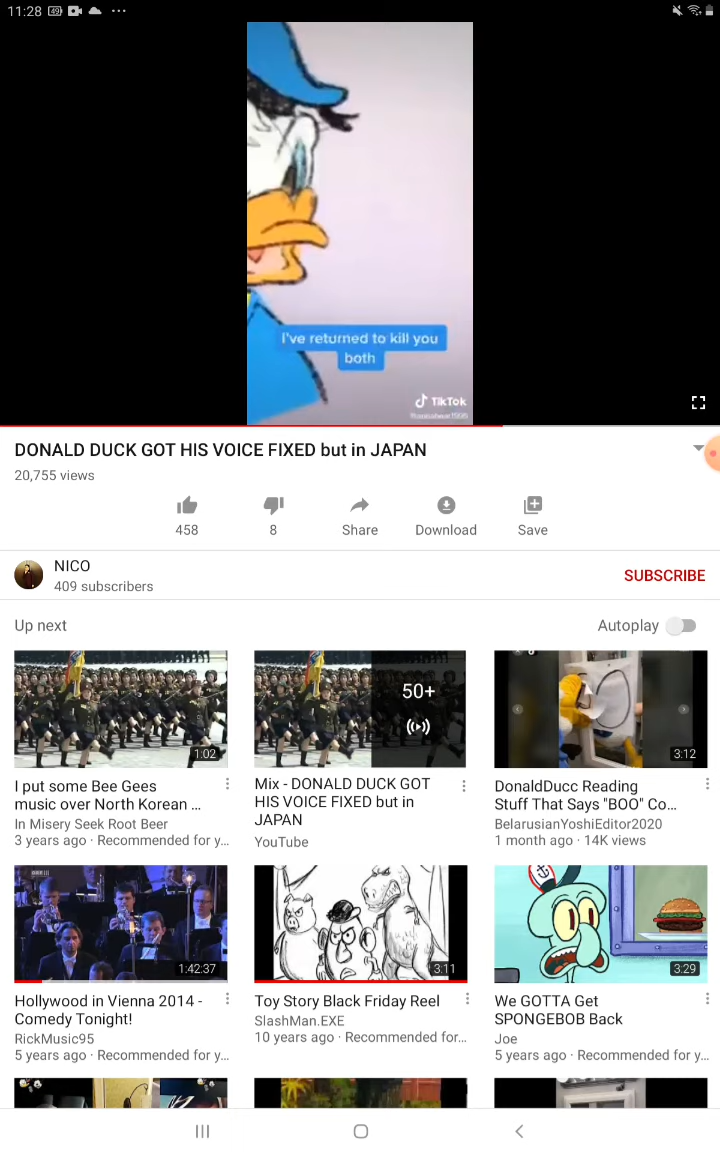 11:28
I've returned to kill you
both
TikTok
DONALD DUCK GOT HIS VOICE FIXED but in JAPAN
20,755 views
458
8
Share
Download
Save
NICO
409 subscribers
SUBSCRIBE
Up next
Autoplay
1:02
50+
3:12
I put some Bee Gees
music over North Korean ...
In Misery Seek Root Beer
3 years ago · Recommended for y...
Mix - DONALD DUCK GOT
HIS VOICE FIXED but in
JAPAN
YouTube
DonaldDucc Reading
Stuff That Says "BOO" Co...
BelarusianYoshiEditor2020
1 month ago · 14K views
1:42:37
3:11
3:29
Hollywood in Vienna 2014 -
Comedy Tonight!
RickMusic95
5 years ago · Recommended for y...
Toy Story Black Friday Reel
SlashMan.EXE
10 years ago · Recommended for...
We GOTTA Get
SPONGEBOB Back
Joe
5 years ago · Recommended for y...